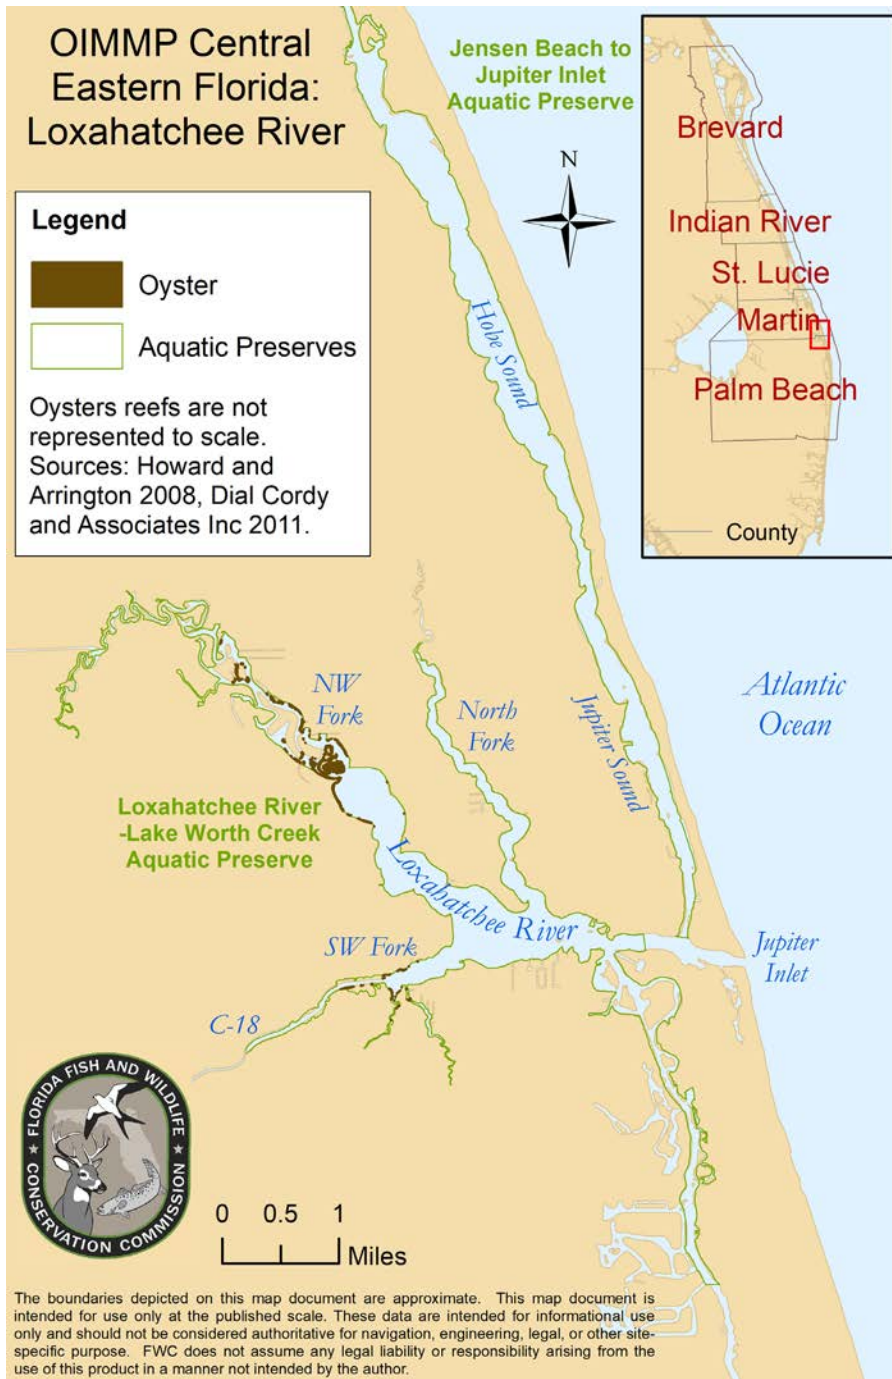 OIMMP Central
Eastern Florida:
Loxahatchee River
Jensen Beach to
Jupiter Inlet
Aquatic Preserve
N
Brevard
Indian River
St. Lucie
Martin
Palm Beach
County
Legend
Oyster
Aquatic Preserves
Oysters reefs are not
represented to scale.
Sources: Howard and
Arrington 2008, Dial Cordy
and Associates Inc 2011.
Hobe Sound
NW
Fork
North
Fork
Jupiter Sound
Atlantic
Ocean
Loxahatchee River
-Lake Worth Creek
Aquatic Preserve
Loxahatchee River
SW Fork
Jupiter
Inlet
C-18
FLORIDA FISH AND WILDLIFE
CONSERVATION COMMISSION
0 0.5 1
Miles
The boundaries depicted on this map document are approximate. This map document is
intended for use only at the published scale. These data are intended for informational use
only and should not be considered authoritative for navigation, engineering, legal, or other site-
specific purpose. FWC does not assume any legal liability or responsibility arising from the
use of this product in a manner not intended by the author.